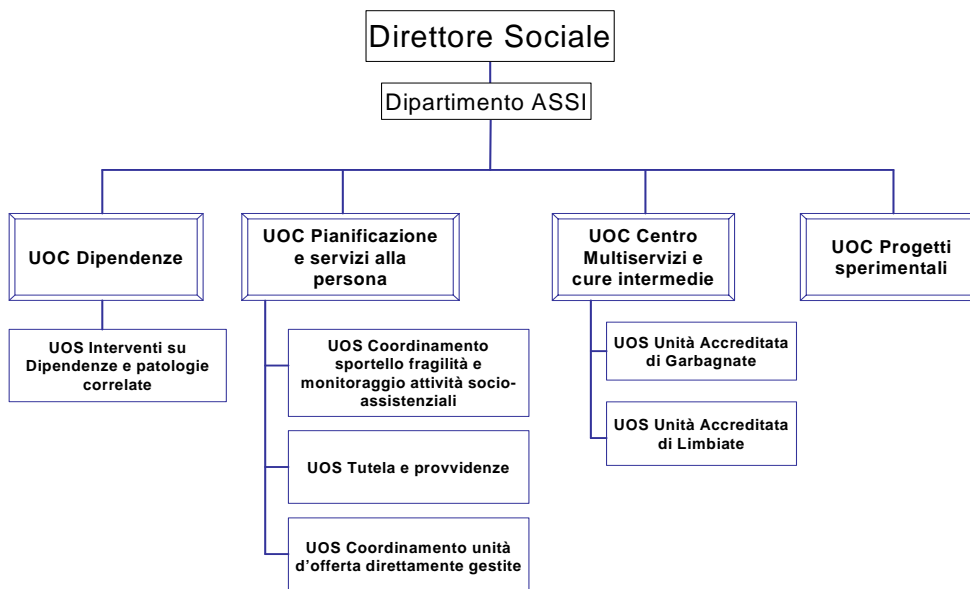 Direttore Sociale
Dipartimento ASSI
UOC Dipendenze
UOC Pianificazione
e servizi alla
persona
UOC Centro
Multiservizi e
cure intermedie
UOC Progetti
sperimentali
UOS Interventi su
Dipendenze e patologie
correlate
UOS Coordinamento
sportello fragilità e
monitoraggio attività socio-
assistenziali
UOS Tutela e provvidenze
UOS Coordinamento unità
d'offerta direttamente gestite
UOS Unità Accreditata
di Garbagnate
UOS Unità Accreditata
di Limbiate